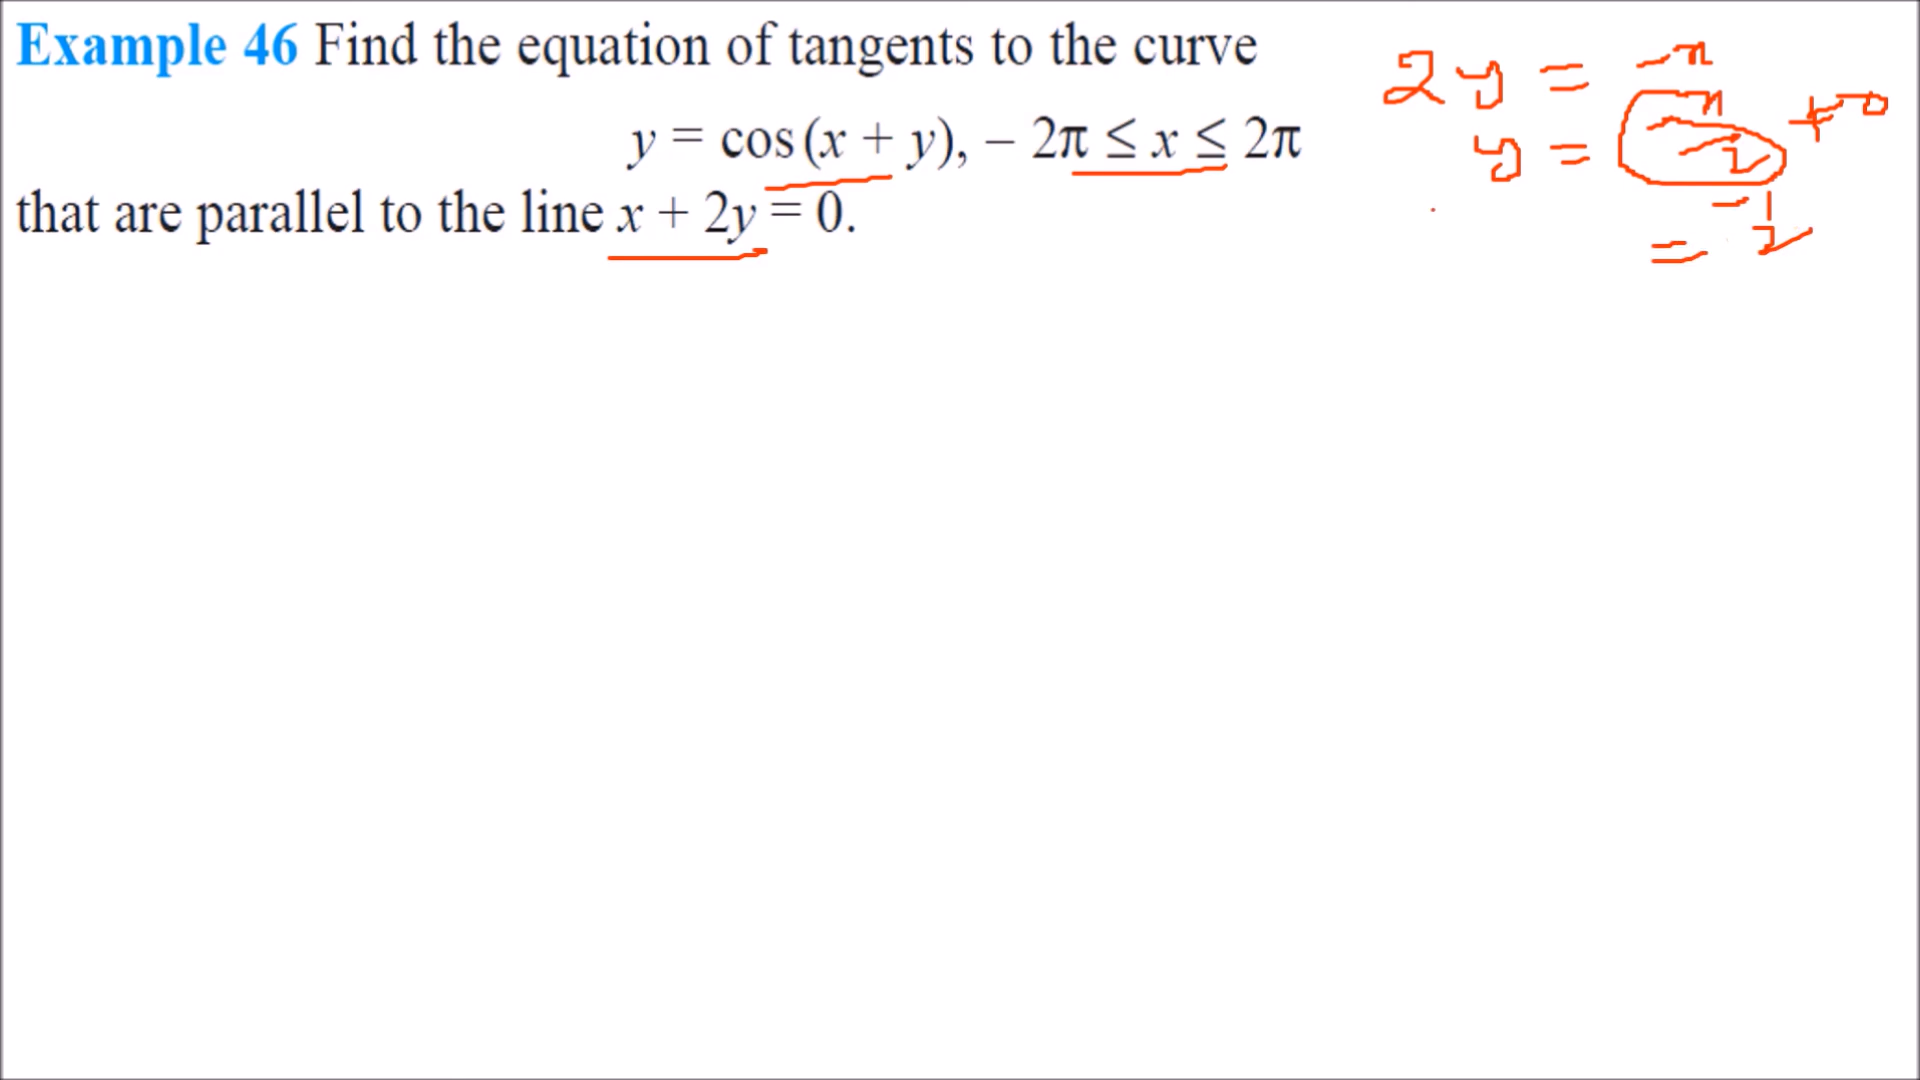 Example 46 Find the equation of tangents to the curve
y = cos (x + y), – 2π ≤ x ≤ 2π
that are parallel to the line x + 2y = 0.
2y = -x
y = -x/2 + 0
= -1/2